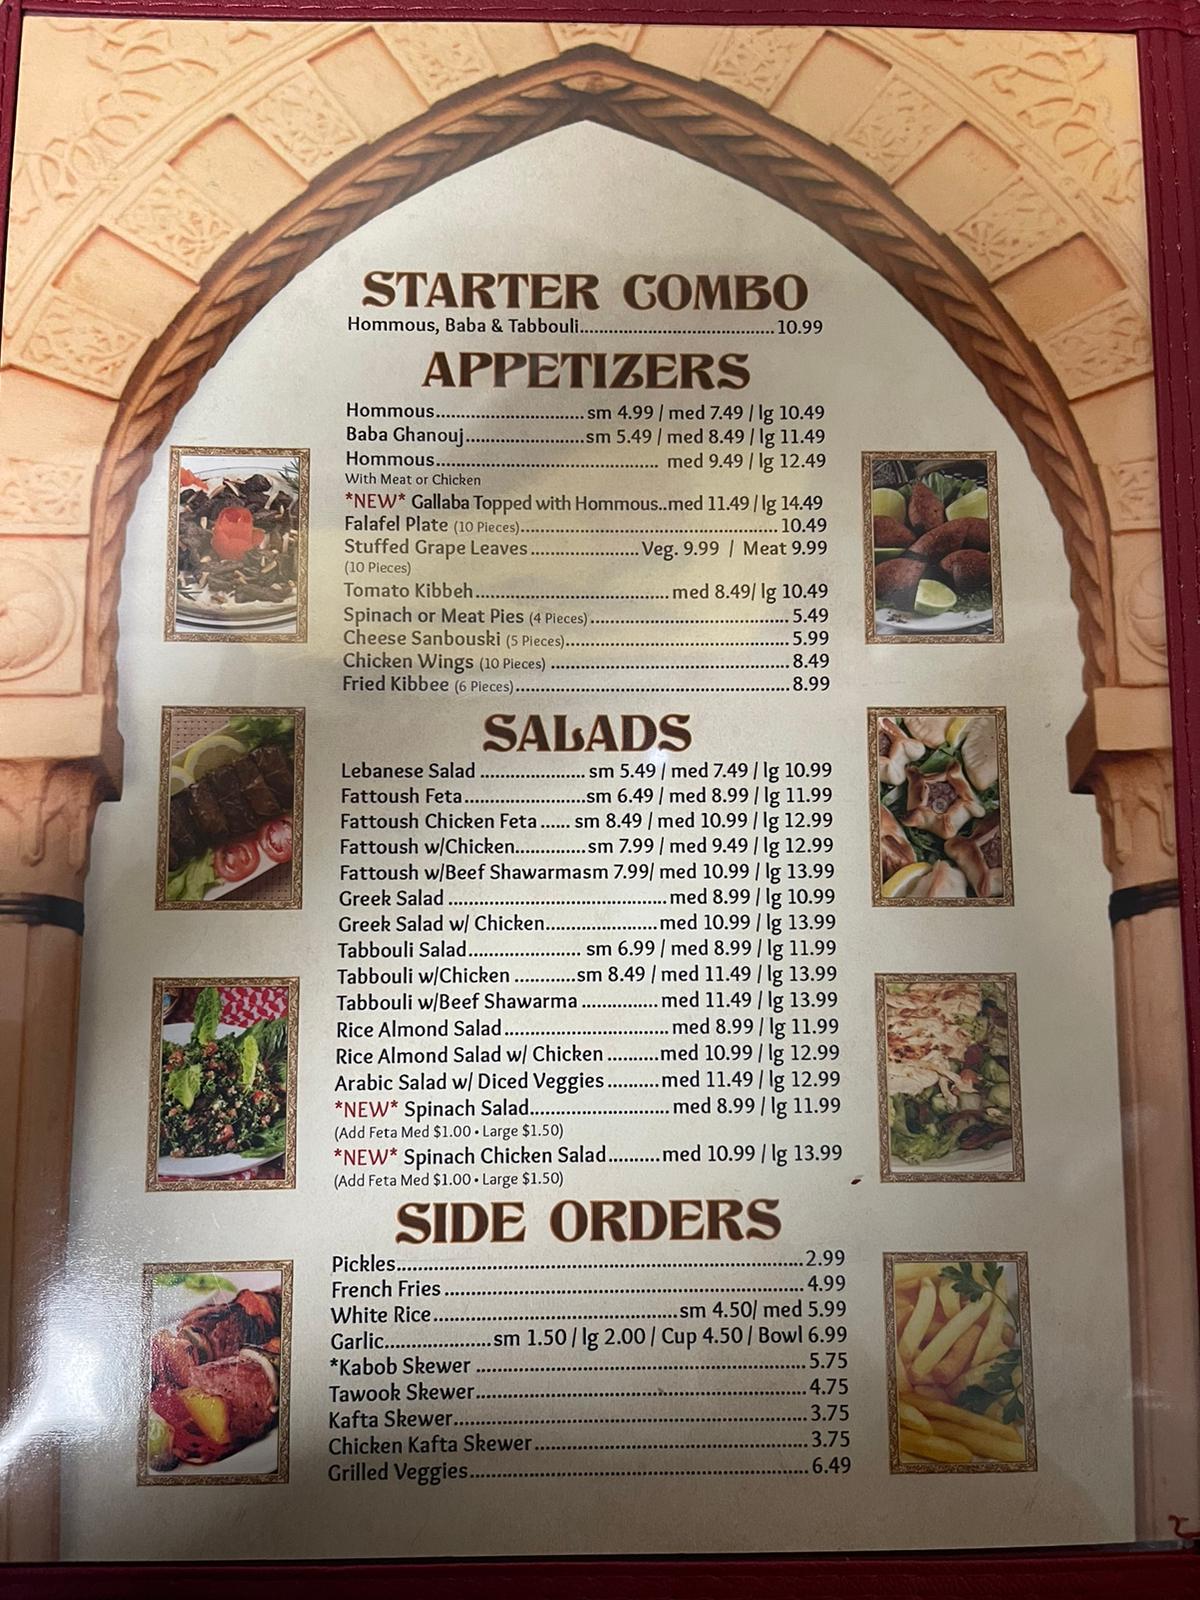 STARTER COMBO
Hommous, Baba & Tabbouli..........10.99
APPETIZERS
Hommous..........sm 4.99 / med 7.49 / lg 10.49
Baba Ghanouj..........sm 5.49 / med 8.49 / lg 11.49
Hommous.......... med 9.49 / lg 12.49
With Meat or Chicken
*NEW* Gallaba Topped with Hommous..med 11.49 / lg 14.49
Falafel Plate (10 Pieces)..........10.49
Stuffed Grape Leaves..........Veg. 9.99 / Meat 9.99
(10 Pieces)
Tomato Kibbeh..........med 8.49/ lg 10.49
Spinach or Meat Pies (4 Pieces)..........5.49
Cheese Sanbouski (5 Pieces)..........5.99
Chicken Wings (10 Pieces) ..........8.49
Fried Kibbee (6 Pieces)..........8.99
SALADS
Lebanese Salad .......... sm 5.49 / med 7.49 / lg 10.99
Fattoush Feta..........sm 6.49 / med 8.99 / lg 11.99
Fattoush Chicken Feta ...... sm 8.49 / med 10.99 / lg 12.99
Fattoush w/Chicken..........sm 7.99 / med 9.49 / lg 12.99
Fattoush w/Beef Shawarmasm 7.99/ med 10.99 / lg 13.99
Greek Salad ..........med 8.99 / lg 10.99
Greek Salad w/ Chicken..........med 10.99 / lg 13.99
Tabbouli Salad.......... sm 6.99 / med 8.99 / lg 11.99
Tabbouli w/Chicken ..........sm 8.49 / med 11.49 / lg 13.99
Tabbouli w/Beef Shawarma ..........med 11.49 / lg 13.99
Rice Almond Salad..........med 8.99 / lg 11.99
Rice Almond Salad w/ Chicken ..........med 10.99 / lg 12.99
Arabic Salad w/ Diced Veggies ..........med 11.49 / lg 12.99
*NEW* Spinach Salad.......... med 8.99 / lg 11.99
(Add Feta Med $1.00 • Large $1.50)
*NEW* Spinach Chicken Salad..........med 10.99 / lg 13.99
(Add Feta Med $1.00 • Large $1.50)
SIDE ORDERS
Pickles..........2.99
French Fries ..........4.99
White Rice..........sm 4.50/ med 5.99
Garlic..........sm 1.50 / lg 2.00 / Cup 4.50 / Bowl 6.99
*Kabob Skewer ..........5.75
Tawook Skewer..........4.75
Kafta Skewer..........3.75
Chicken Kafta Skewer..........3.75
Grilled Veggies..........6.49